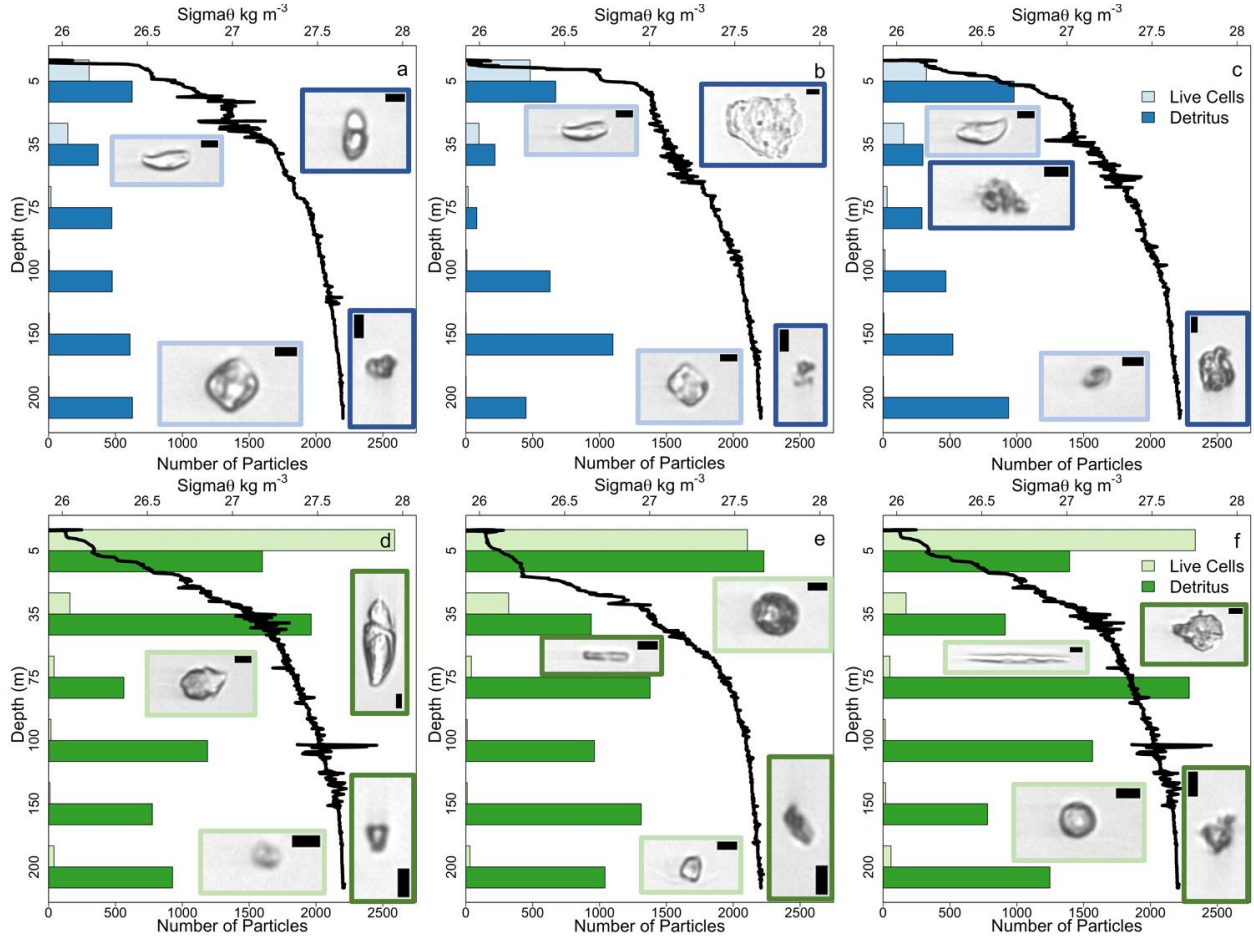 Sigmaθ kg m-3
Sigmaθ kg m-3
Sigmaθ kg m-3
26 26.5 27 27.5 28
26 26.5 27 27.5 28
26 26.5 27 27.5 28
a
b
c
Live Cells
Detritus
Depth (m)
5
35
75
100
150
200
Depth (m)
5
35
75
100
150
200
Depth (m)
5
35
75
100
150
200
0 500 1000 1500 2000 2500
0 500 1000 1500 2000 2500
0 500 1000 1500 2000 2500
Number of Particles
Number of Particles
Number of Particles
Sigmaθ kg m-3
Sigmaθ kg m-3
Sigmaθ kg m-3
26 26.5 27 27.5 28
26 26.5 27 27.5 28
26 26.5 27 27.5 28
d
e
f
Live Cells
Detritus
Depth (m)
5
35
75
100
150
200
Depth (m)
5
35
75
100
150
200
Depth (m)
5
35
75
100
150
200
0 500 1000 1500 2000 2500
0 500 1000 1500 2000 2500
0 500 1000 1500 2000 2500
Number of Particles
Number of Particles
Number of Particles